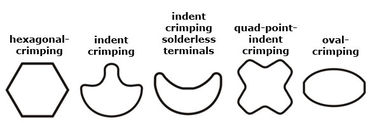 hexagonal-
crimping
indent
crimping
indent
crimping
solderless
terminals
quad-point-
indent
crimping
oval-
crimping